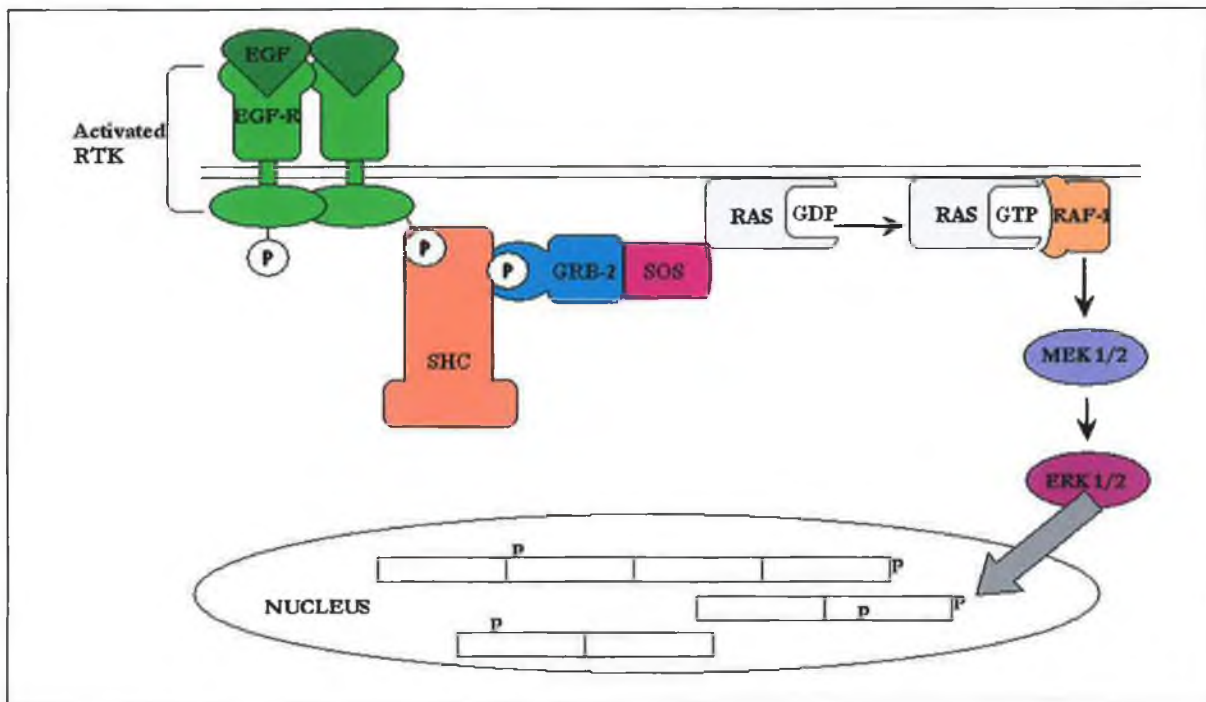 EGF
EGF-R
Activated
RTK
P
P
P
SHC
GRB-2
SOS
RAS
GDP
RAS
GTP
RAF-1
MEK 1/2
ERK 1/2
NUCLEUS
P
P
P
P
P